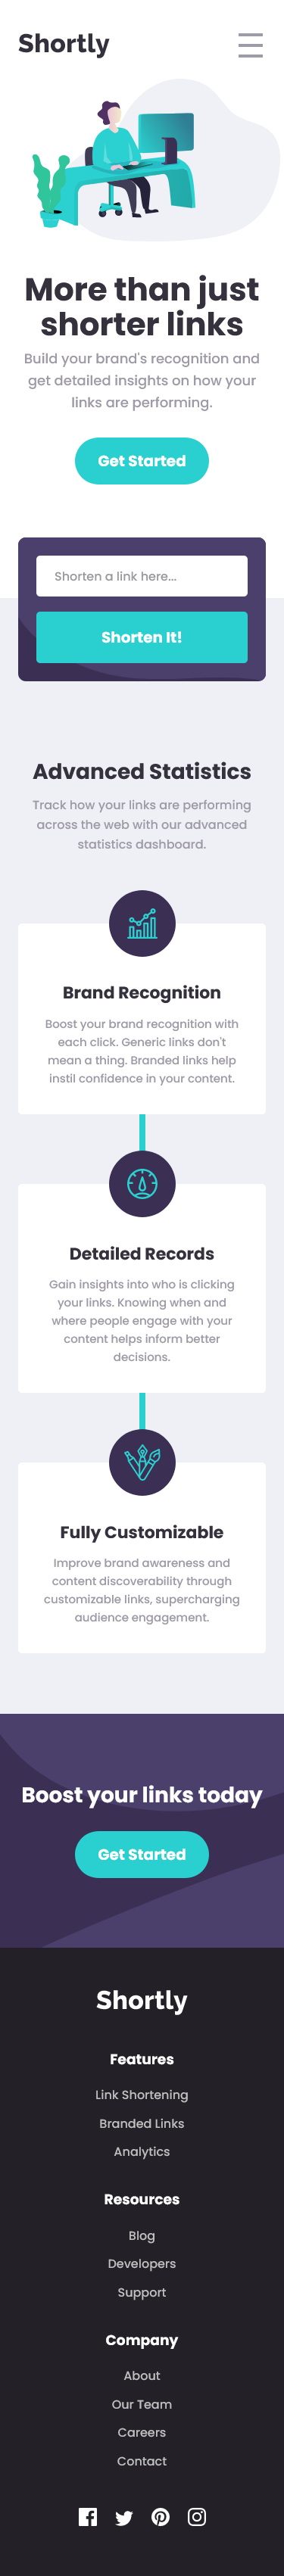 Shortly
More than just
shorter links
Build your brand's recognition and
get detailed insights on how your
links are performing.
Get Started
Shorten a link here...
Shorten It!
Advanced Statistics
Track how your links are performing
across the web with our advanced
statistics dashboard.
Brand Recognition
Boost your brand recognition with
each click. Generic links don't
mean a thing. Branded links help
instil confidence in your content.
Detailed Records
Gain insights into who is clicking
your links. Knowing when and
where people engage with your
content helps inform better
decisions.
Fully Customizable
Improve brand awareness and
content discoverability through
customizable links, supercharging
audience engagement.
Boost your links today
Get Started
Shortly
Features
Link Shortening
Branded Links
Analytics
Resources
Blog
Developers
Support
Company
About
Our Team
Careers
Contact